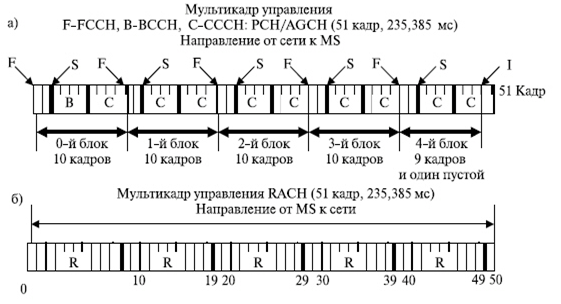 Мультикадр управления
а)
F-FCCH, B-BCCH, C-CCCH: PCH/AGCH (51 кадр, 235,385 мс)
Направление от сети к MS
F S F S F S F S F S I
B C C C C C C C C C
51 Кадр
0-й блок 1-й блок 2-й блок 3-й блок 4-й блок
10 кадров 10 кадров 10 кадров 10 кадров 9 кадров
и один пустой
б)
Мультикадр управления RACH (51 кадр, 235,385 мс)
Направление от MS к сети
R R R R R
0 10 19 20 29 30 39 40 49 50